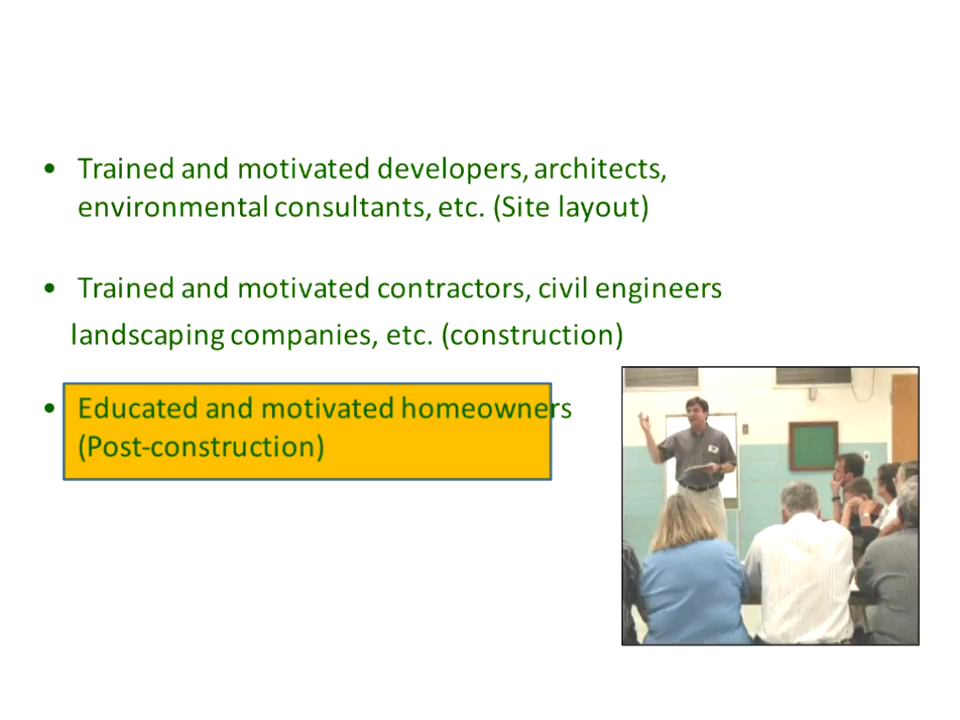 • Trained and motivated developers, architects,
environmental consultants, etc. (Site layout)
• Trained and motivated contractors, civil engineers
landscaping companies, etc. (construction)
• Educated and motivated homeowners
(Post-construction)